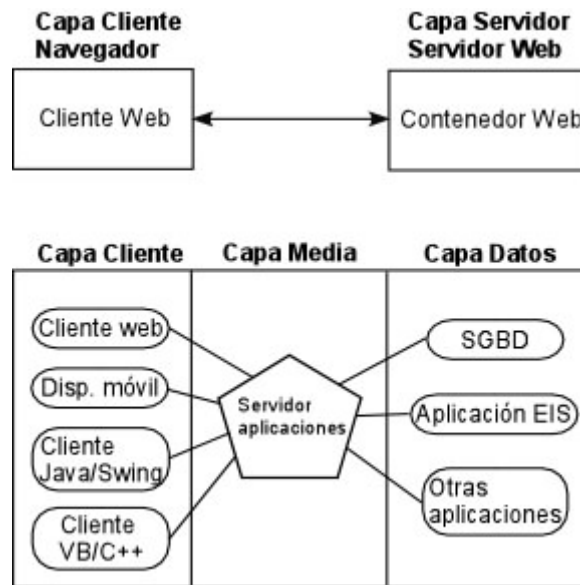 Capa Cliente
Navegador
Capa Servidor
Servidor Web
Cliente Web
Contenedor Web
Capa Cliente
Capa Media
Capa Datos
Cliente web
Disp. móvil
Cliente
Java/Swing
Cliente
VB/C++
Servidor
aplicaciones
SGBD
Aplicación EIS
Otras
aplicaciones